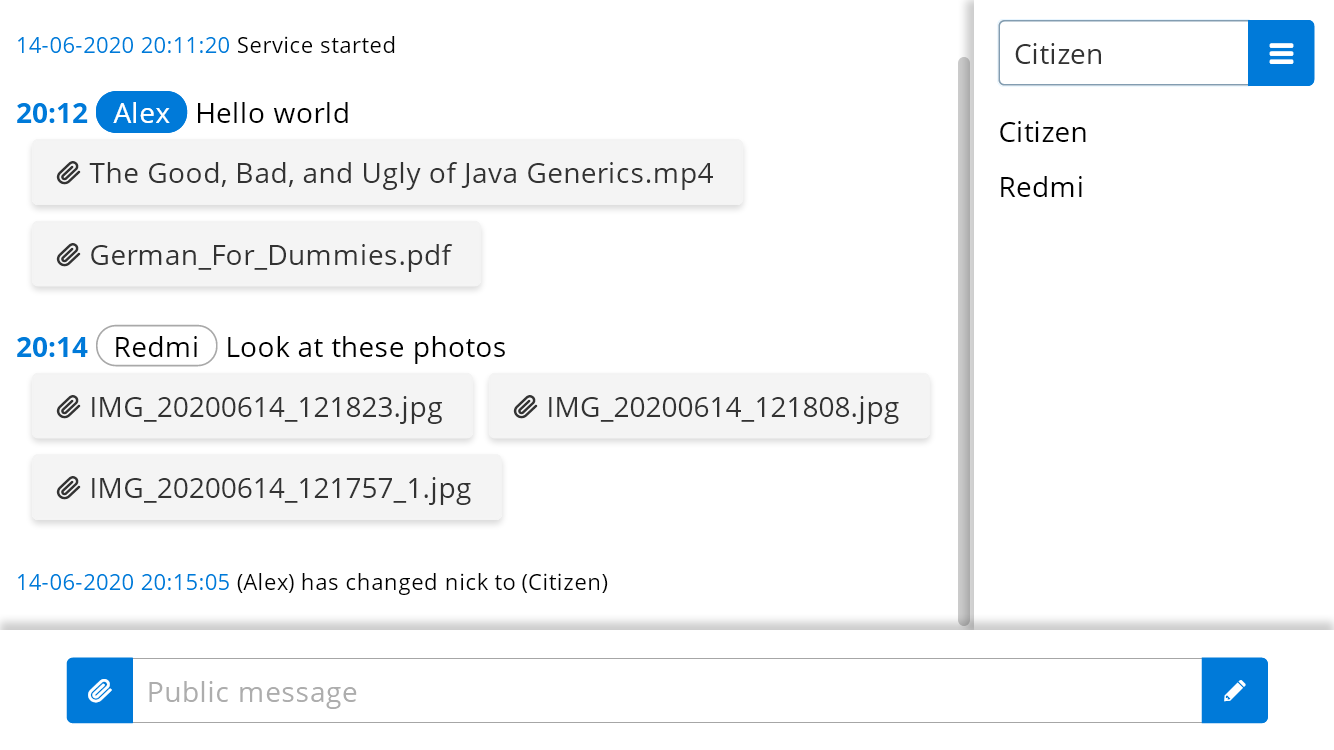 14-06-2020 20:11:20 Service started
20:12 Alex Hello world
The Good, Bad, and Ugly of Java Generics.mp4
German_For_Dummies.pdf
20:14 Redmi Look at these photos
IMG_20200614_121823.jpg IMG_20200614_121808.jpg
IMG_20200614_121757_1.jpg
14-06-2020 20:15:05 (Alex) has changed nick to (Citizen)
Public message
Citizen
Citizen
Redmi